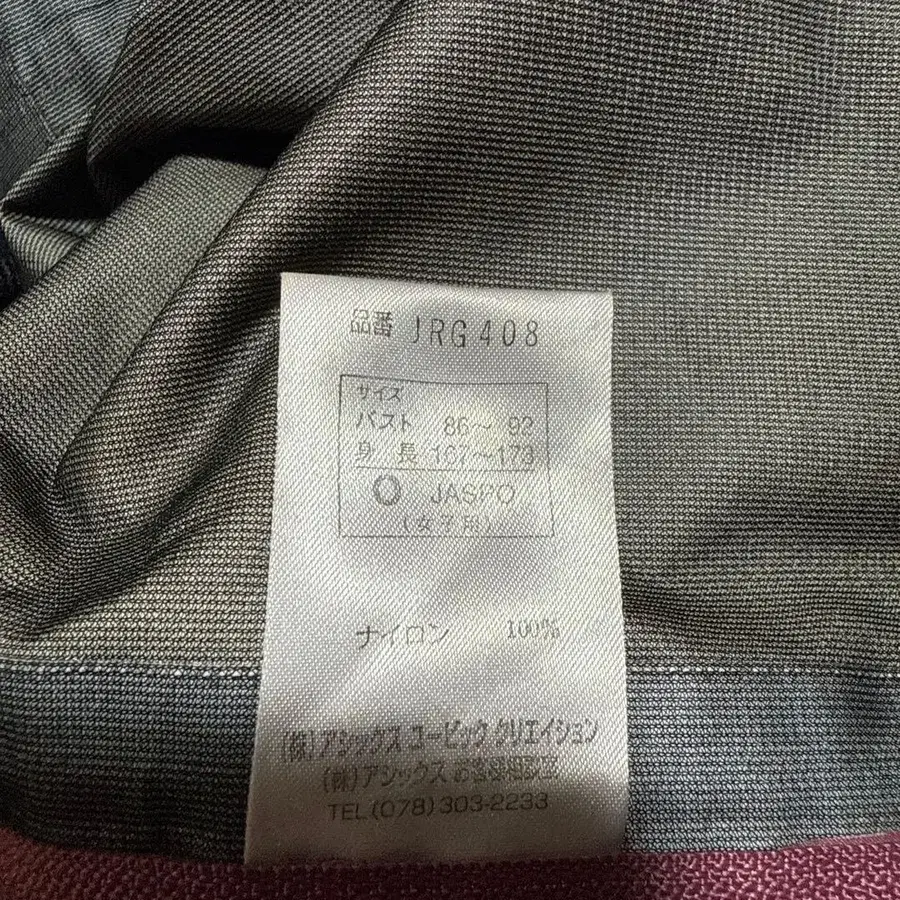 品番 JRG408
サイズ
バスト 86～92
身長 167～173
O JASPO
(女子用)
ナイロン 100%
(株)アシックス ユービック クリエイション
(株)アシックス お客様相談室
TEL(078)303-2233